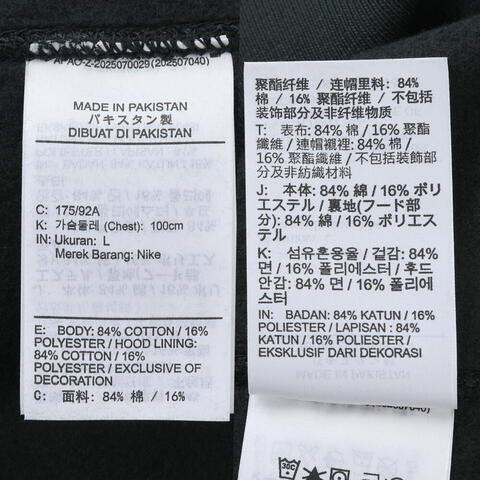 APAO-Z-2025070029 (202507040)
MADE IN PAKISTAN
パキスタン製
DIBUAT DI PAKISTAN
C: 175/92A
K: 가슴둘레 (Chest): 100cm
IN: Ukuran: L
Merek Barang: Nike
E: BODY: 84% COTTON / 16%
POLYESTER / HOOD LINING:
84% COTTON / 16%
POLYESTER / EXCLUSIVE OF
DECORATION
C: 面料: 84% 棉 / 16%
聚酯纤维 / 连帽里料: 84%
棉 / 16% 聚酯纤维 / 不包括
装饰部分及非纤维物质
T: 表布: 84% 棉 / 16% 聚酯
纖維 / 連帽襯裡: 84% 棉 /
16% 聚酯纖維 / 不包括裝飾部
分及非紡織材料
J: 本体: 84% 綿 / 16% ポリ
エステル / 裏地(フード部
分): 84% 綿 / 16% ポリエス
テル
K: 섬유혼용율 / 겉감: 84%
면 / 16% 폴리에스터 / 후드
안감: 84% 면 / 16% 폴리에
스터
IN: BADAN: 84% KATUN / 16%
POLIESTER / LAPISAN : 84%
KATUN / 16% POLIESTER /
EKSKLUSIF DARI DEKORASI
30C